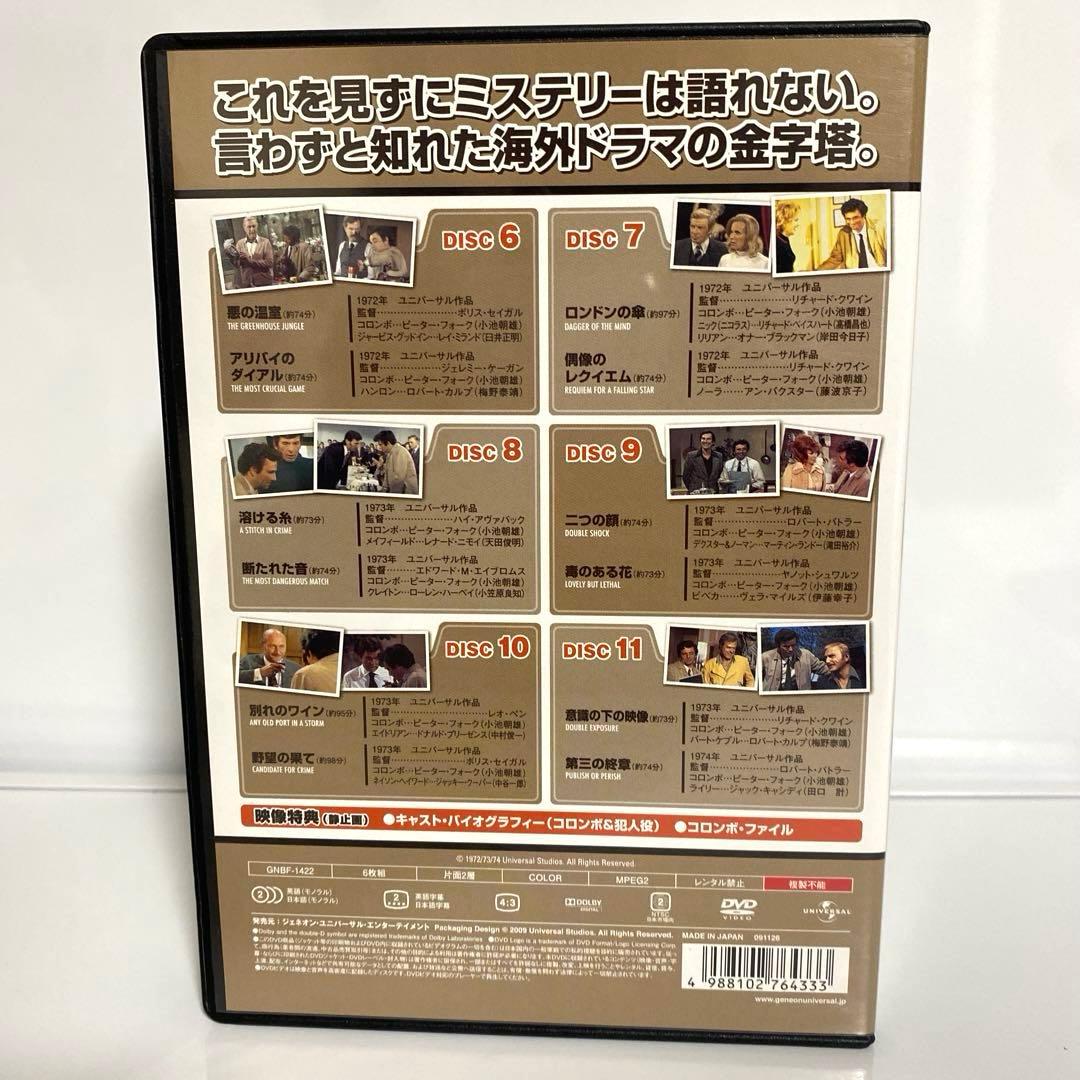 これを見ずにミステリーは語れない。
言わずと知れた海外ドラマの金字塔。
DISC 6
悪の温室(約74分)
THE GREENHOUSE JUNGLE
1972年 ユニバーサル作品
監督…………………ボリス・セイガル
コロンボ…ピーター・フォーク(小池朝雄)
ジャービス・グッドイン…レイ・ミランド(臼井正明)
アリバイの
ダイアル(約74分)
THE MOST CRUCIAL GAME
1972年 ユニバーサル作品
監督……………ジェレミー・ケーガン
コロンボ…ピーター・フォーク(小池朝雄)
ハンロン…ロバート・カルプ(梅野泰靖)
DISC 7
ロンドンの傘(約97分)
DAGGER OF THE MIND
1972年 ユニバーサル作品
監督………………リチャード・クワイン
コロンボ…ピーター・フォーク(小池朝雄)
ニック(ニコラス)…リチャード・ベイスハート(高橋昌也)
リリアン…オナー・ブラックマン(岸田今日子)
偶像の
レクイエム(約74分)
REQUIEM FOR A FALLING STAR
1972年 ユニバーサル作品
監督………………リチャード・クワイン
コロンボ…ピーター・フォーク(小池朝雄)
ノーラ……アン・バクスター(藤波京子)
DISC 8
溶ける糸(約73分)
A STITCH IN CRIME
1973年 ユニバーサル作品
監督…………………ハイ・アヴァバック
コロンボ…ピーター・フォーク(小池朝雄)
メイフィールド…レナード・ニモイ(天田俊明)
断たれた音(約74分)
THE MOST DANGEROUS MATCH
1973年 ユニバーサル作品
監督………エドワード・M・エイブロムス
コロンボ…ピーター・フォーク(小池朝雄)
クレイトン…ローレン・ハーベイ(小笠原良知)
DISC 9
二つの顔(約74分)
DOUBLE SHOCK
1973年 ユニバーサル作品
監督…………………ロバート・バトラー
コロンボ…ピーター・フォーク(小池朝雄)
デクスター&ノーマン…マーティン・ランドー(滝田裕介)
毒のある花(約73分)
LOVELY BUT LETHAL
1973年 ユニバーサル作品
監督………………ヤノット・シュワルツ
コロンボ…ピーター・フォーク(小池朝雄)
ビベカ……ヴェラ・マイルズ(伊藤幸子)
DISC 10
別れのワイン(約95分)
ANY OLD PORT IN A STORM
1973年 ユニバーサル作品
監督……………………レオ・ペン
コロンボ…ピーター・フォーク(小池朝雄)
エイドリアン…ドナルド・プリーゼンス(中村俊一)
野望の果て(約98分)
CANDIDATE FOR CRIME
1973年 ユニバーサル作品
監督…………………ボリス・セイガル
コロンボ…ピーター・フォーク(小池朝雄)
ネイソン・ヘイワード…ジャッキー・クーパー(中谷一郎)
DISC 11
意識の下の映像(約73分)
DOUBLE EXPOSURE
1973年 ユニバーサル作品
監督………………リチャード・クワイン
コロンボ…ピーター・フォーク(小池朝雄)
バート・ケプル…ロバート・カルプ(梅野泰靖)
第三の終章(約74分)
PUBLISH OR PERISH
1974年 ユニバーサル作品
監督…………………ロバート・バトラー
コロンボ…ピーター・フォーク(小池朝雄)
ライリー…ジャック・キャシディ(田口 計)
映像特典(静止画) ●キャスト・バイオグラフィー(コロンボ&犯人役) ●コロンボ・ファイル
© 1972/73/74 Universal Studios. All Rights Reserved.
GNBF-1422 6枚組 片面2層 COLOR MPEG2 レンタル禁止 複製不能
2 英語(モノラル)
日本語(モノラル)
2 英語字幕
日本語字幕
4:3
DOLBY DIGITAL
2 NTSC 日本市場向
DVD VIDEO
UNIVERSAL
発売元:ジェネオン・ユニバーサル・エンターテイメント Packaging Design © 2009 Universal Studios. All Rights Reserved.
●Dolby and the double-D symbol are registered trademarks of Dolby Laboratories ●DVD Logo is a trademark of DVD Format/Logo Licensing Corp.
MADE IN JAPAN 091126
4 988102 764333
www.geneonuniversal.jp